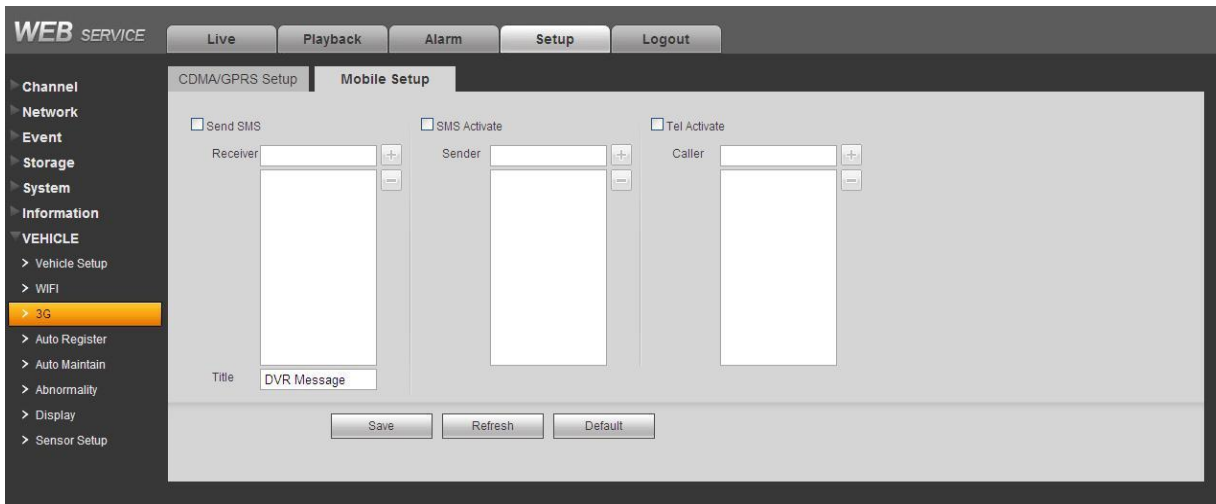 WEB SERVICE
Live Playback Alarm Setup Logout
Channel
Network
Event
Storage
System
Information
VEHICLE
> Vehicle Setup
> WIFI
> 3G
> Auto Register
> Auto Maintain
> Abnormality
> Display
> Sensor Setup
CDMA/GPRS Setup Mobile Setup
Send SMS SMS Activate Tel Activate
Receiver Sender Caller
Title DVR Message
Save Refresh Default